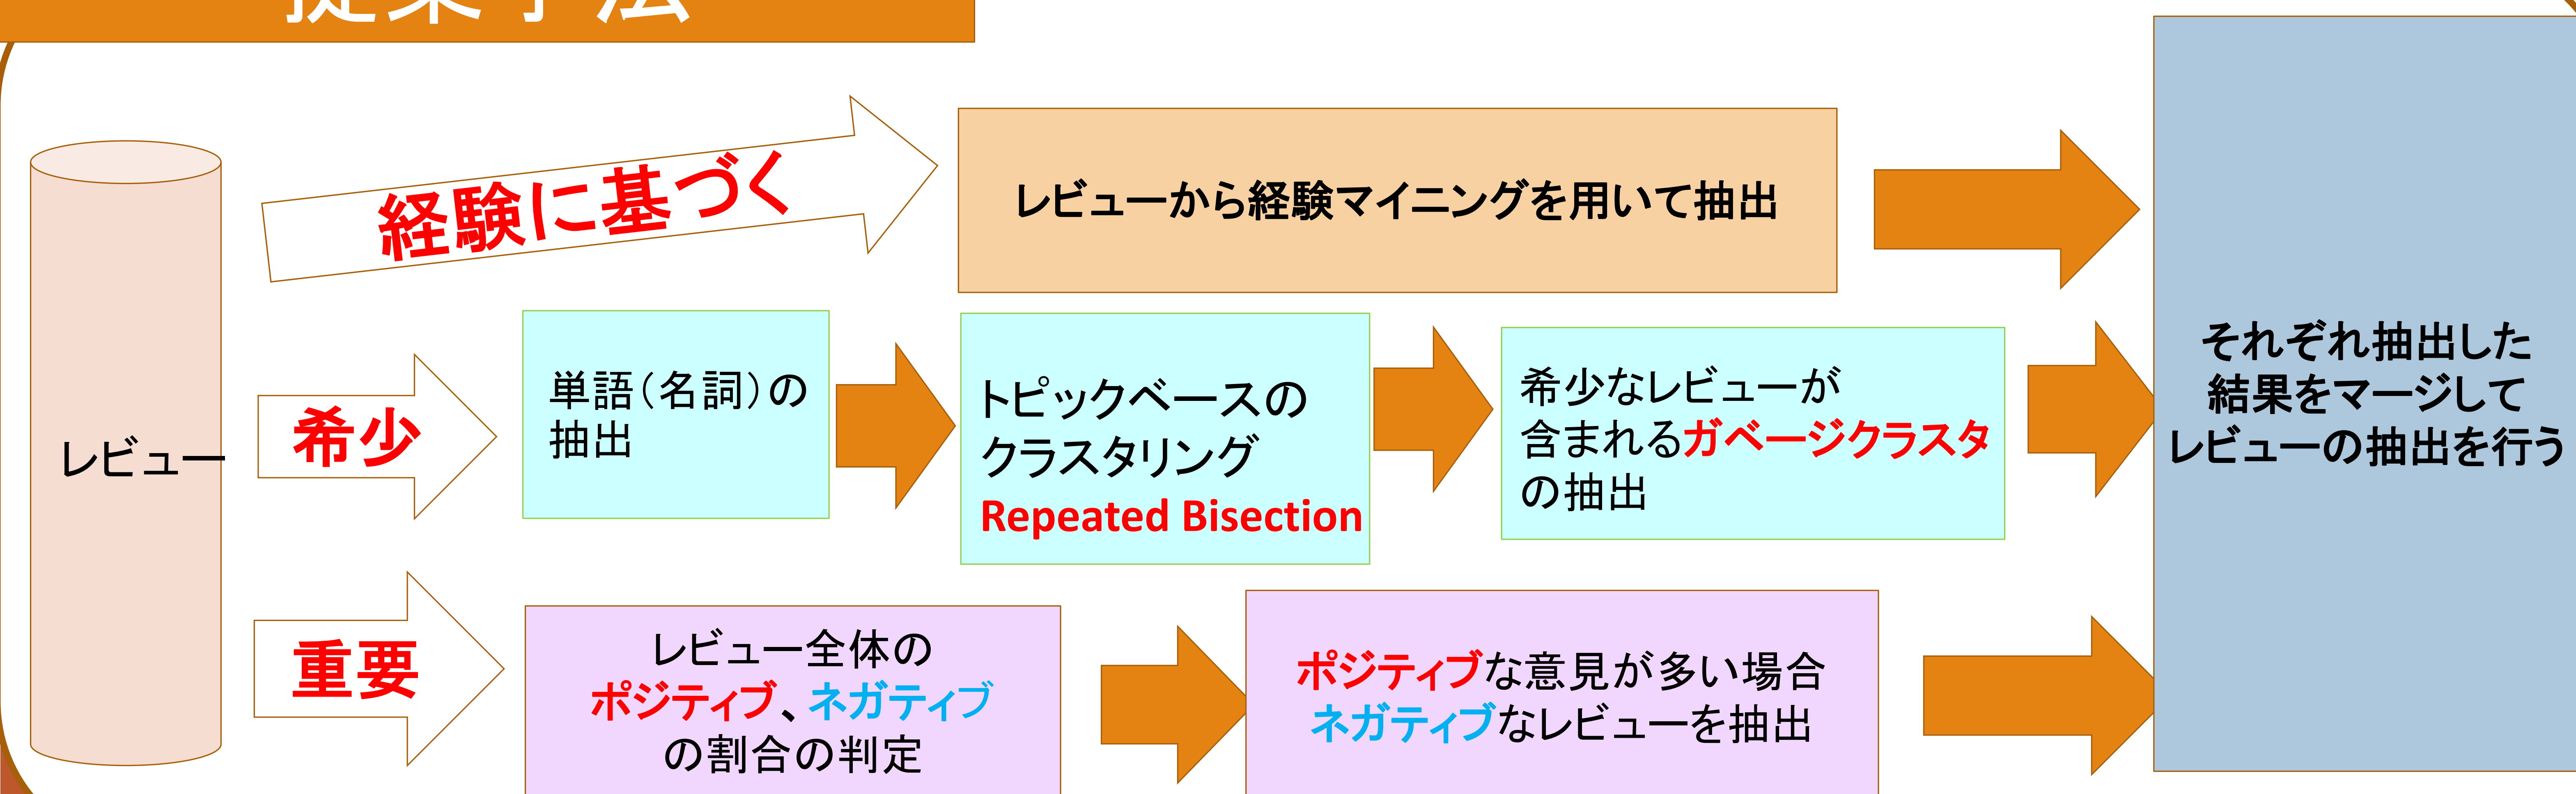 提案手法
経験に基づく
レビューから経験マイニングを用いて抽出
レビュー
希少
単語（名詞）の
抽出
トピックベースの
クラスタリング
Repeated Bisection
希少なレビューが
含まれるガベージクラスタ
の抽出
重要
レビュー全体の
ポジティブ、ネガティブ
の割合の判定
ポジティブな意見が多い場合
ネガティブなレビューを抽出
それぞれ抽出した
結果をマージして
レビューの抽出を行う